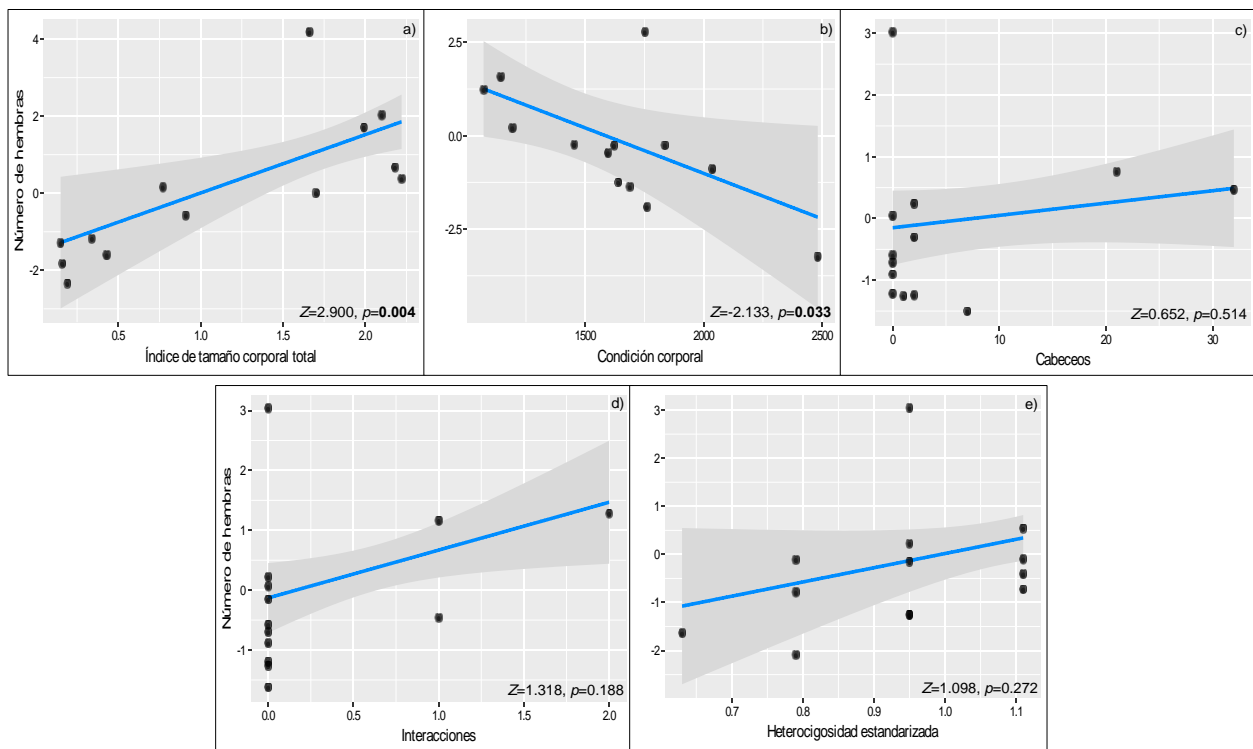 a)
Número de hembras
4
2
0
-2
Z=2.900, p=0.004
0.5
1.0
1.5
2.0
Índice de tamaño corporal total
b)
2.5
0.0
-2.5
Z=-2.133, p=0.033
1500
2000
2500
Condición corporal
c)
3
2
1
0
-1
Z=0.652, p=0.514
0
10
20
30
Cabeceos
d)
Número de hembras
3
2
1
0
-1
Z=1.318, p=0.188
0.0
0.5
1.0
1.5
2.0
Interacciones
e)
3
2
1
0
-1
-2
Z=1.098, p=0.272
0.7
0.8
0.9
1.0
1.1
Heterocigosidad estandarizada